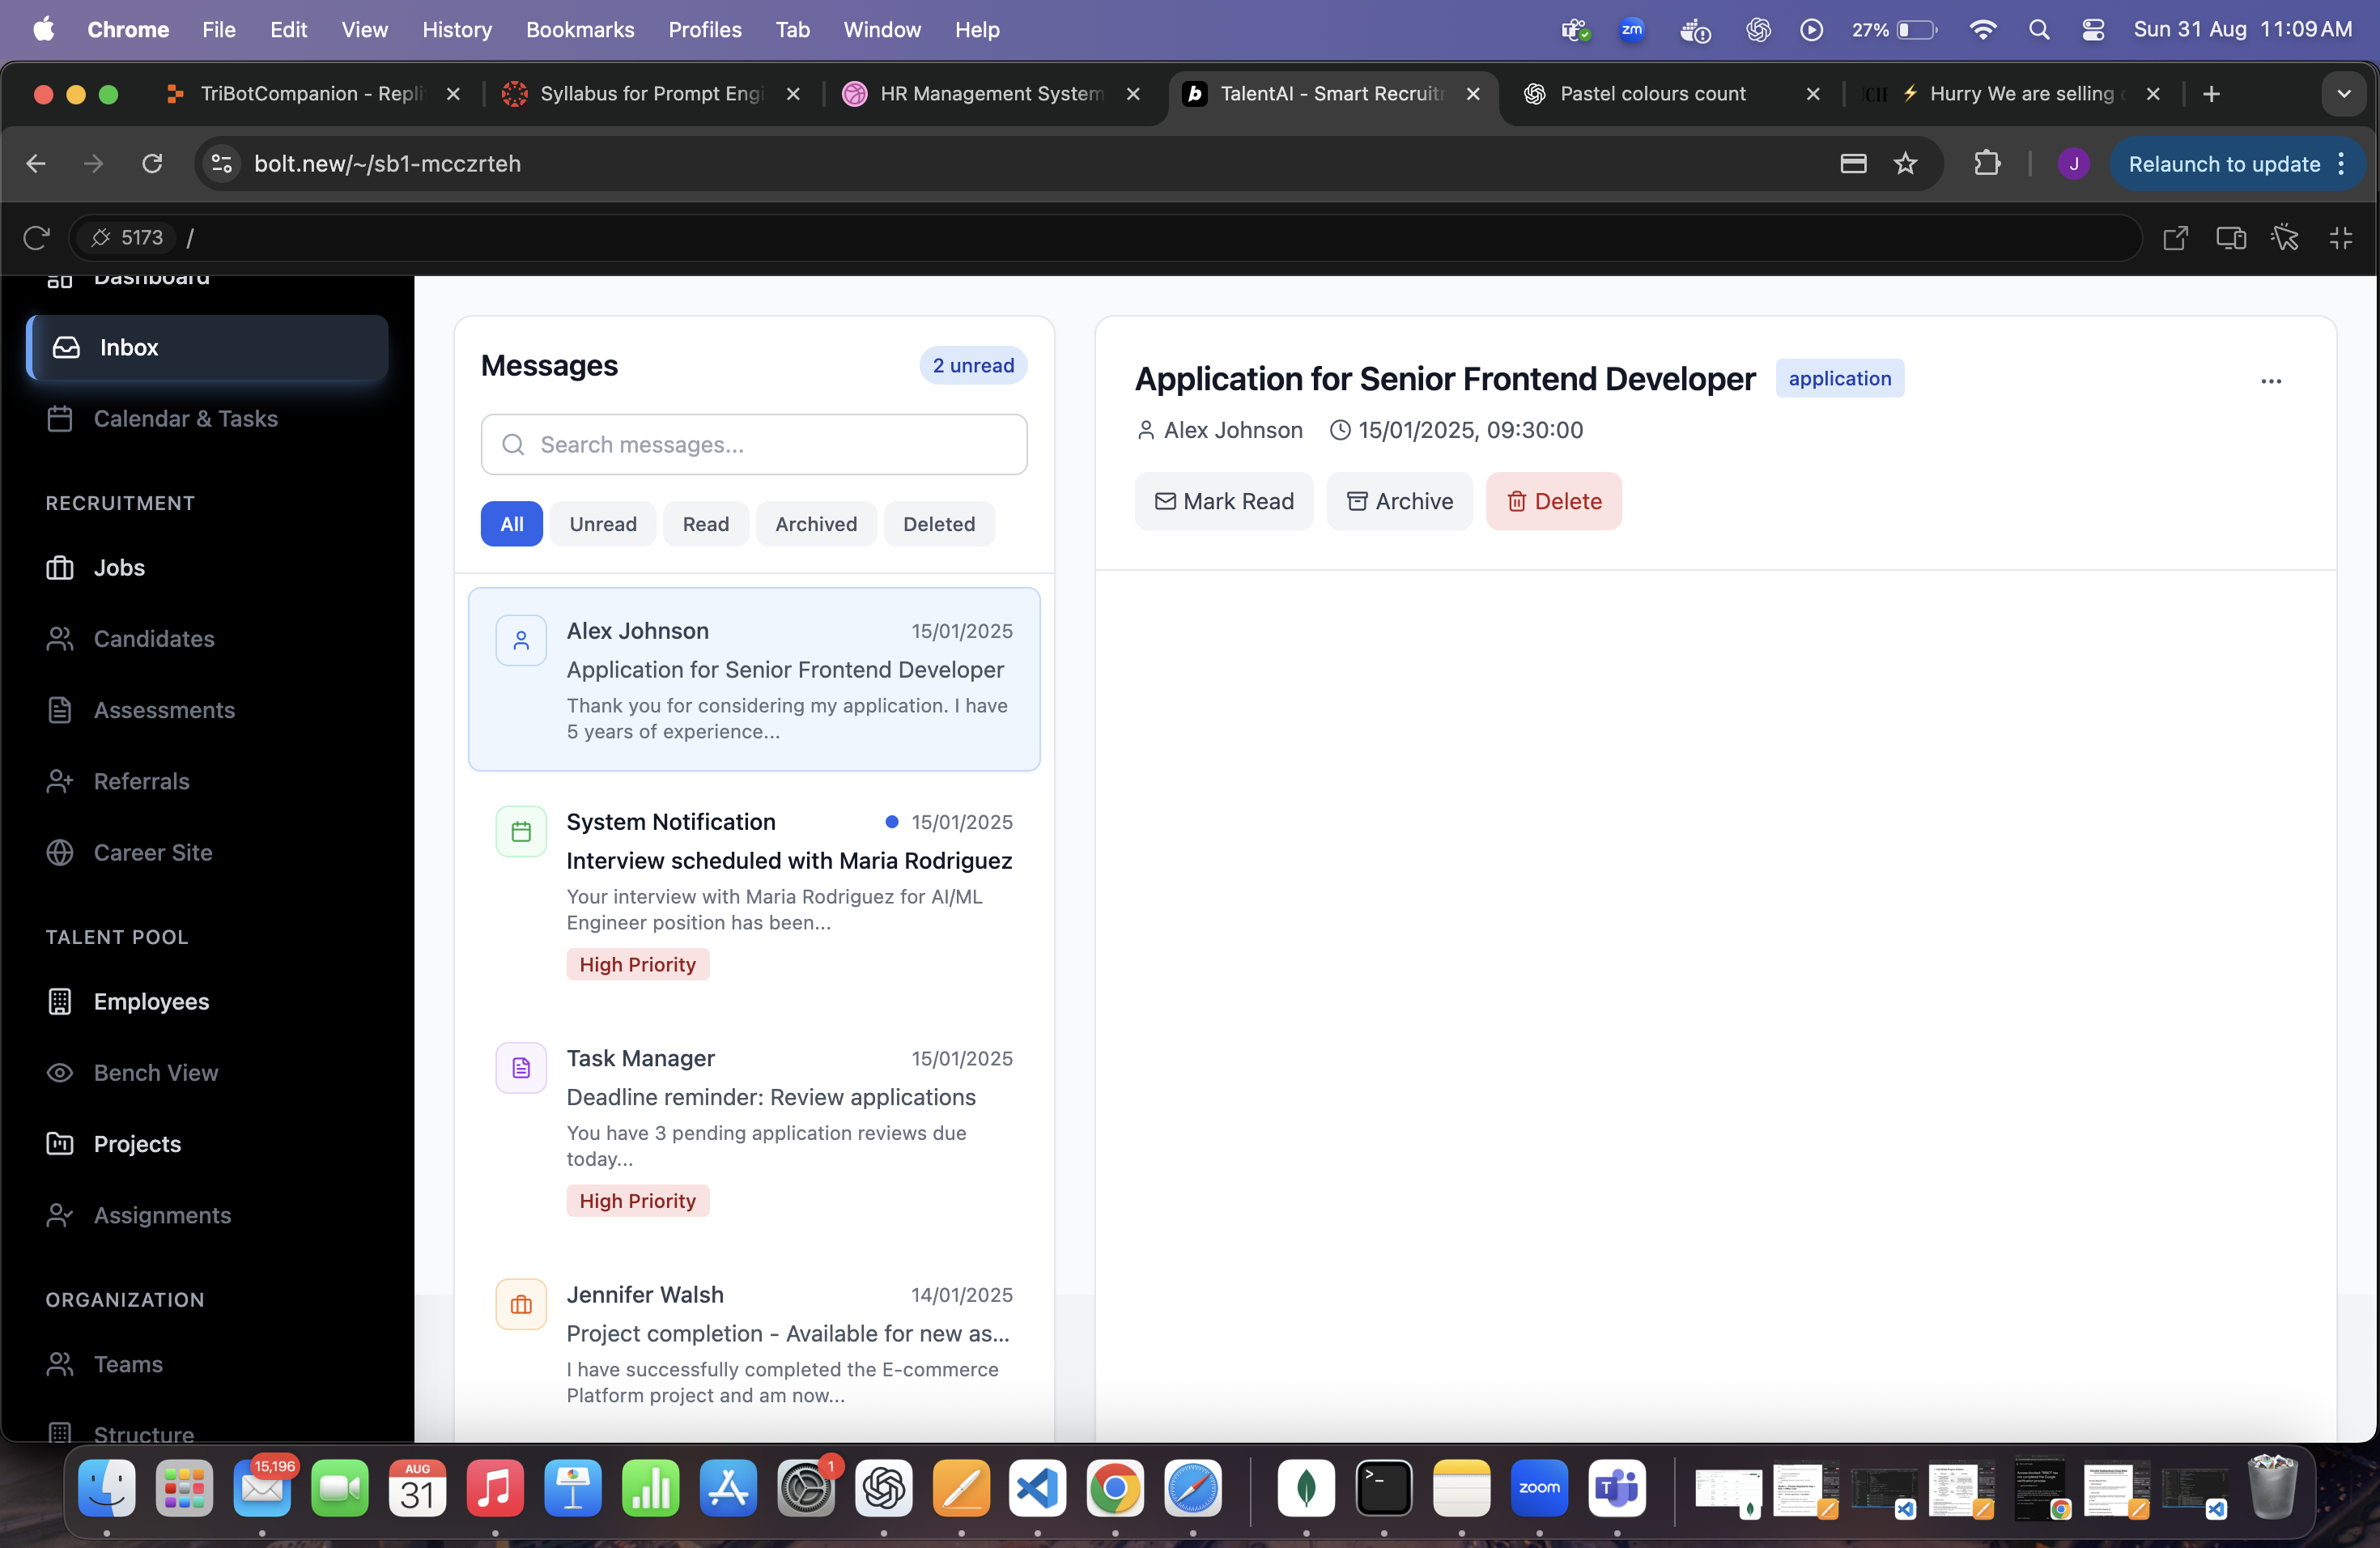 Chrome File Edit View History Bookmarks Profiles Tab Window Help zm 27% Sun 31 Aug 11:09 AM
TriBotCompanion - Repli Syllabus for Prompt Engi HR Management System b TalentAI - Smart Recruitm Pastel colours count Hurry We are selling
bolt.new/~/sb1-mcczrteh J Relaunch to update
5173 /
Dashboard
Inbox
Calendar & Tasks
RECRUITMENT
Jobs
Candidates
Assessments
Referrals
Career Site
TALENT POOL
Employees
Bench View
Projects
Assignments
ORGANIZATION
Teams
Structure
Messages 2 unread
Search messages...
All Unread Read Archived Deleted
Alex Johnson 15/01/2025
Application for Senior Frontend Developer
Thank you for considering my application. I have
5 years of experience...
System Notification 15/01/2025
Interview scheduled with Maria Rodriguez
Your interview with Maria Rodriguez for AI/ML
Engineer position has been...
High Priority
Task Manager 15/01/2025
Deadline reminder: Review applications
You have 3 pending application reviews due
today...
High Priority
Jennifer Walsh 14/01/2025
Project completion - Available for new as...
I have successfully completed the E-commerce
Platform project and am now...
Application for Senior Frontend Developer application
Alex Johnson 15/01/2025, 09:30:00
Mark Read Archive Delete
15,196
AUG
31
1
zoom
T